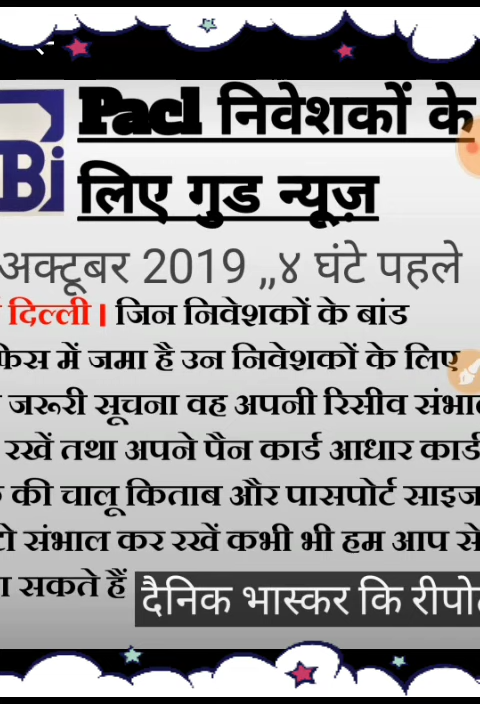 Pacl निवेशकों के
Bi
लिए गुड न्यूज़
अक्टूबर 2019 ,,४ घंटे पहले
दिल्ली। जिन निवेशकों के बांड
में जमा है उन निवेशकों के लिए
जरूरी सूचना वह अपनी रिसीव
रखें तथा अपने पैन कार्ड आधार कार्ड
की चालू किताब और पासपोर्ट साइज
संभाल कर रखें कभी भी हम आप से
सकते हैं
दैनिक भास्कर कि